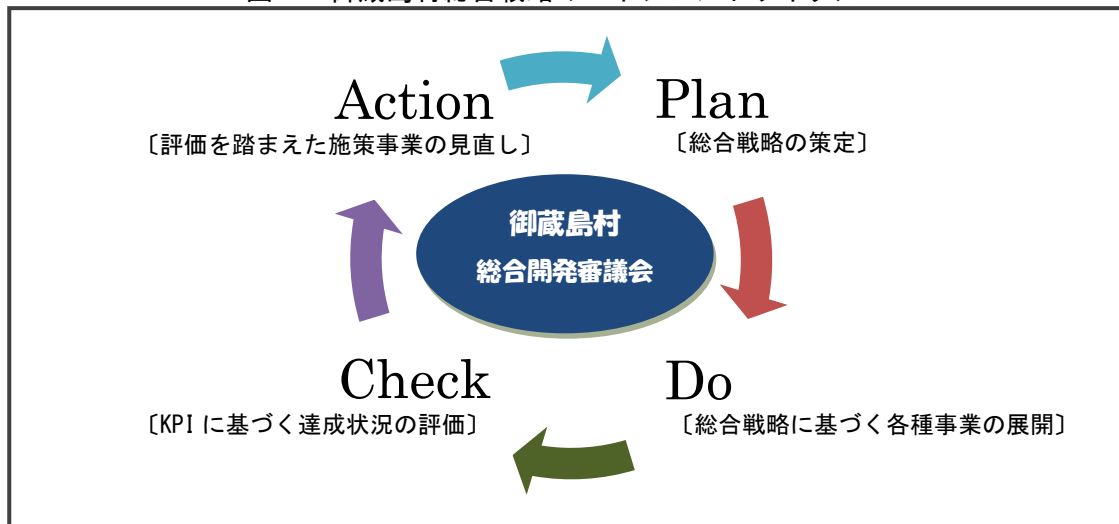 Action
〔評価を踏まえた施策事業の見直し〕
Plan
〔総合戦略の策定〕
御蔵島村
総合開発審議会
Check
〔KPI に基づく達成状況の評価〕
Do
〔総合戦略に基づく各種事業の展開〕